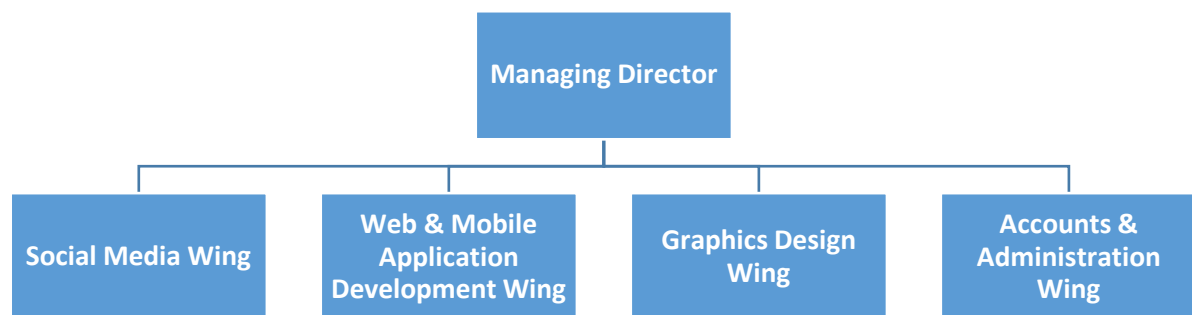 Managing Director
Social Media Wing
Web & Mobile
Application
Development Wing
Graphics Design
Wing
Accounts &
Administration
Wing